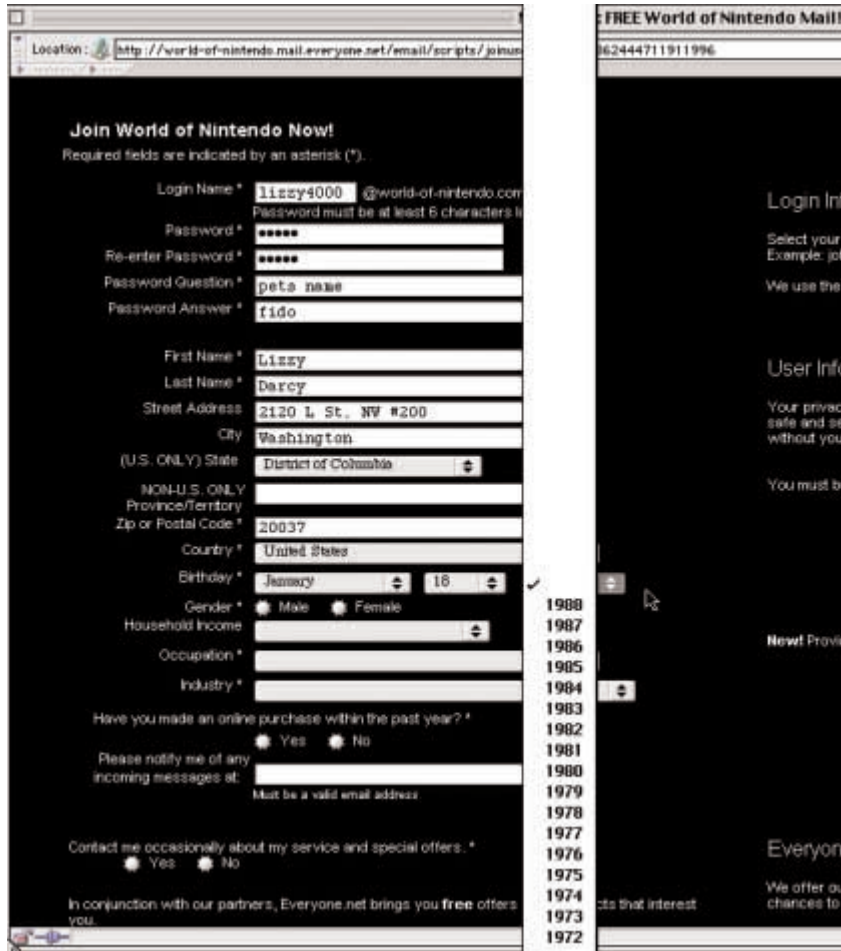 : FREE World of Nintendo Mail!
Location : http://world-of-nintendo.mail.everyone.net/email/scripts/joinus 62444711911996
Join World of Nintendo Now!
Required fields are indicated by an asterisk (*).
Login Name * lizzy4000 @world-of-nintendo.com
Password must be at least 6 characters
Password * •••••
Re-enter Password * •••••
Password Question * pets name
Password Answer * fido
First Name * Lizzy
Last Name * Darcy
Street Address 2120 L St, NW #200
City Washington
(U.S. ONLY) State District of Columbia
NON-U.S. ONLY
Province/Territory
Zip or Postal Code * 20037
Country * United States
Birthday * January 18
Gender * Male Female
Household Income
Occupation *
Industry *
Have you made an online purchase within the past year? *
Yes No
Please notify me of any
incoming messages at:
Must be a valid email address
Contact me occasionally about my service and special offers. *
Yes No
In conjunction with our partners, Everyone.net brings you free offers cts that interest
you.
✓
1988
1987
1986
1985
1984
1983
1982
1981
1980
1979
1978
1977
1976
1975
1974
1973
1972
Login In
Select your
Example: jo
We use the
User Info
Your privac
safe and se
without you
You must b
New! Provi
Everyon
We offer ou
chances to